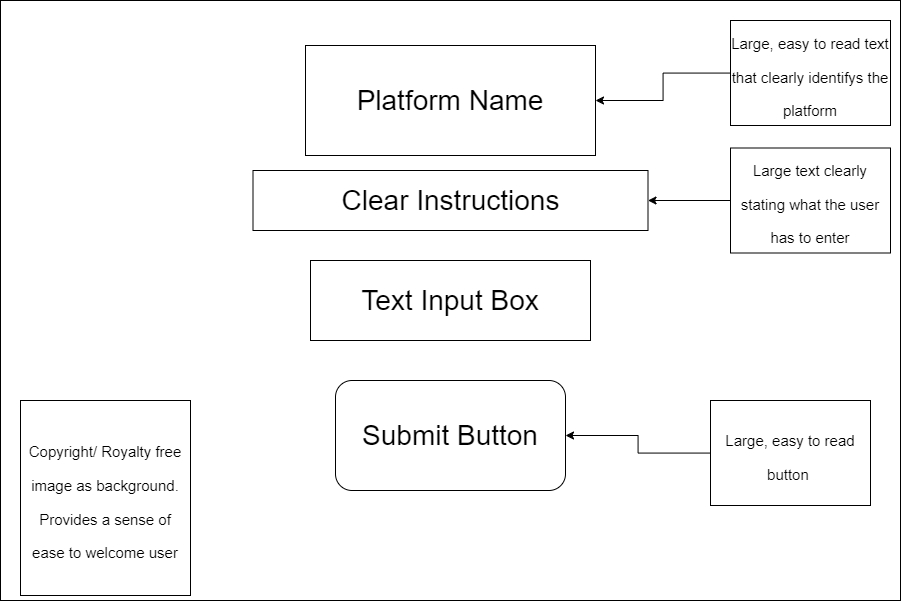 Platform Name
Large, easy to read text
that clearly identifys the
platform
Clear Instructions
Large text clearly
stating what the user
has to enter
Text Input Box
Submit Button
Large, easy to read
button
Copyright/ Royalty free
image as background.
Provides a sense of
ease to welcome user